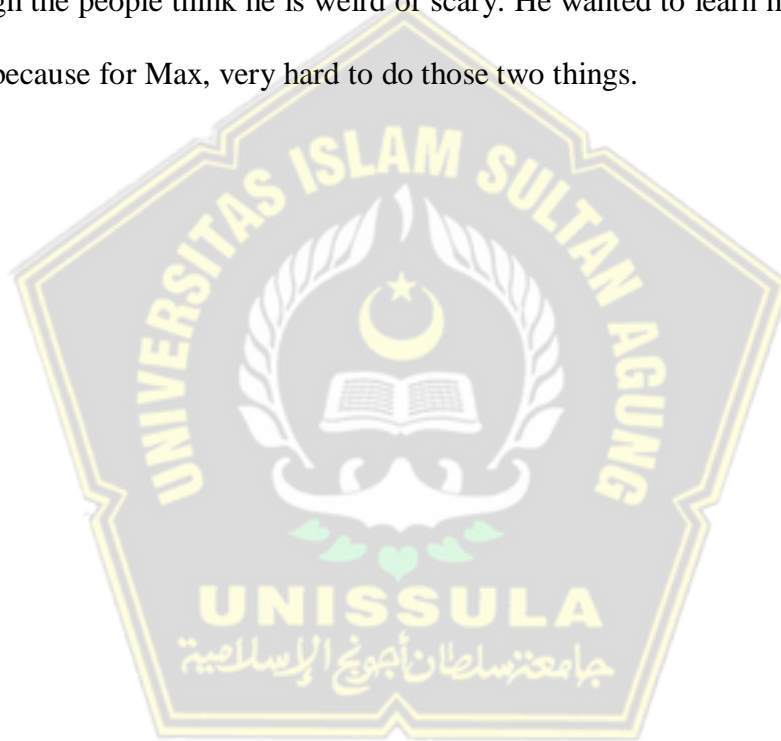 gh the people think he is weird or scary. He wanted to learn
because for Max, very hard to do those two things.
UNIVERSITAS ISLAM SULTAN AGUNG
UNISSULA
جامعة سلطان أجونج الإسلامية